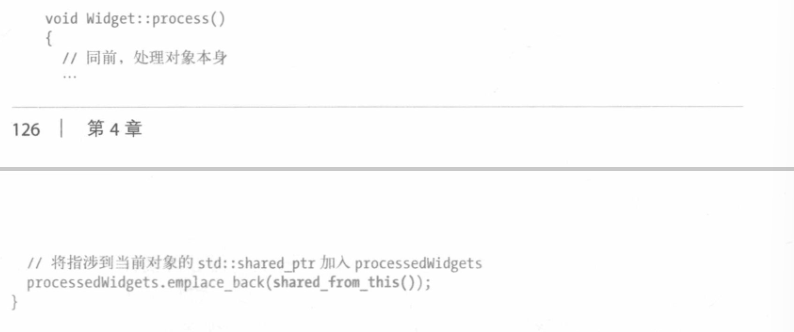 void Widget::process()
{
// 同前，处理对象本身
…
126 | 第 4 章
// 将指涉到当前对象的 std::shared_ptr 加入 processedWidgets
processedWidgets.emplace_back(shared_from_this());
}